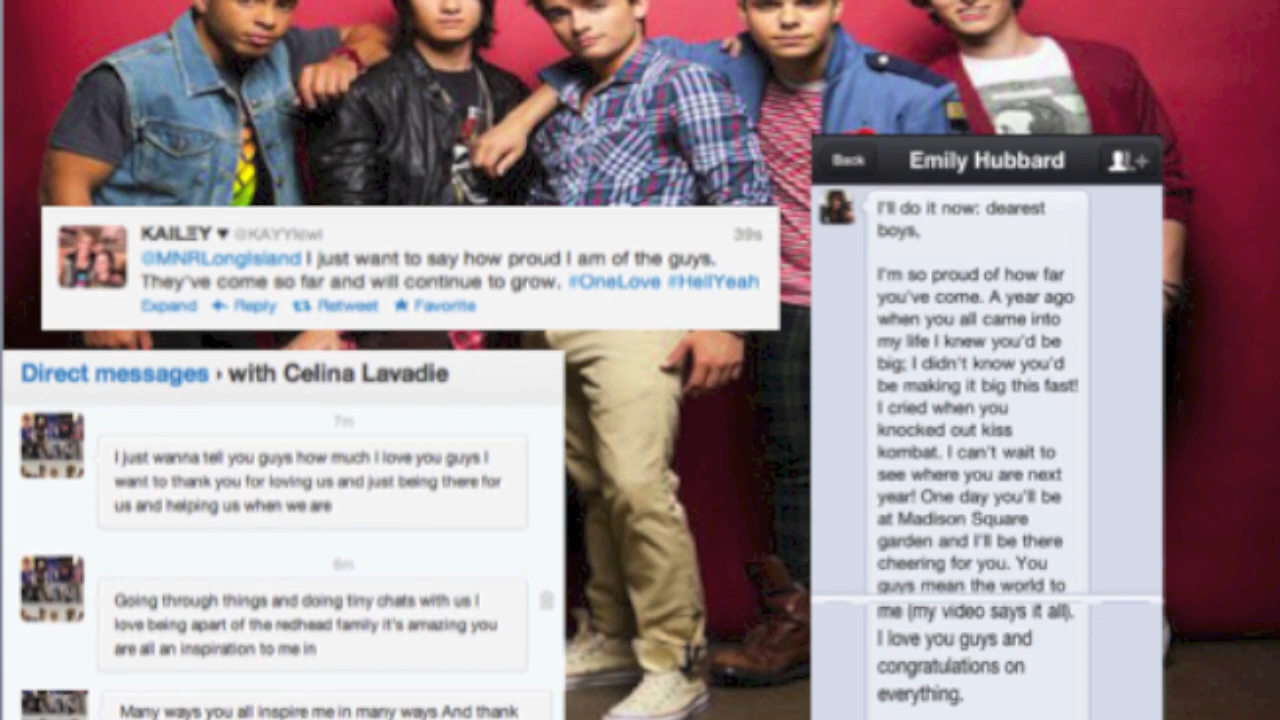 KAILEY ♥ @KAYYlowl 39s
@MNRLongIsland I just want to say how proud I am of the guys.
They've come so far and will continue to grow. #OneLove #HellYeah
Expand Reply Retweet Favorite
Direct messages › with Celina Lavadie
7m
I just wanna tell you guys how much I love you guys I
want to thank you for loving us and just being there for
us and helping us when we are
6m
Going through things and doing tiny chats with us I
love being apart of the redhead family it's amazing you
are all an inspiration to me in
Many ways you all inspire me in many ways And thank
Back Emily Hubbard
I'll do it now: dearest
boys,
I'm so proud of how far
you've come. A year ago
when you all came into
my life I knew you'd be
big; I didn't know you'd
be making it big this fast!
I cried when you
knocked out kiss
kombat. I can't wait to
see where you are next
year! One day you'll be
at Madison Square
garden and I'll be there
cheering for you. You
guys mean the world to
me (my video says it all).
I love you guys and
congratulations on
everything.